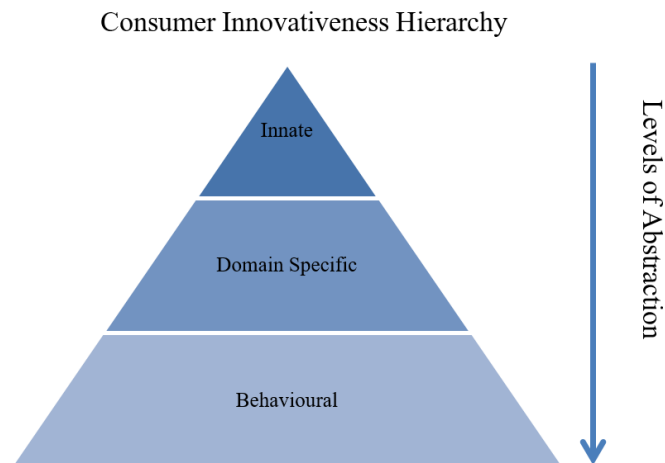 Consumer Innovativeness Hierarchy
Innate
Domain Specific
Behavioural
Levels of Abstraction